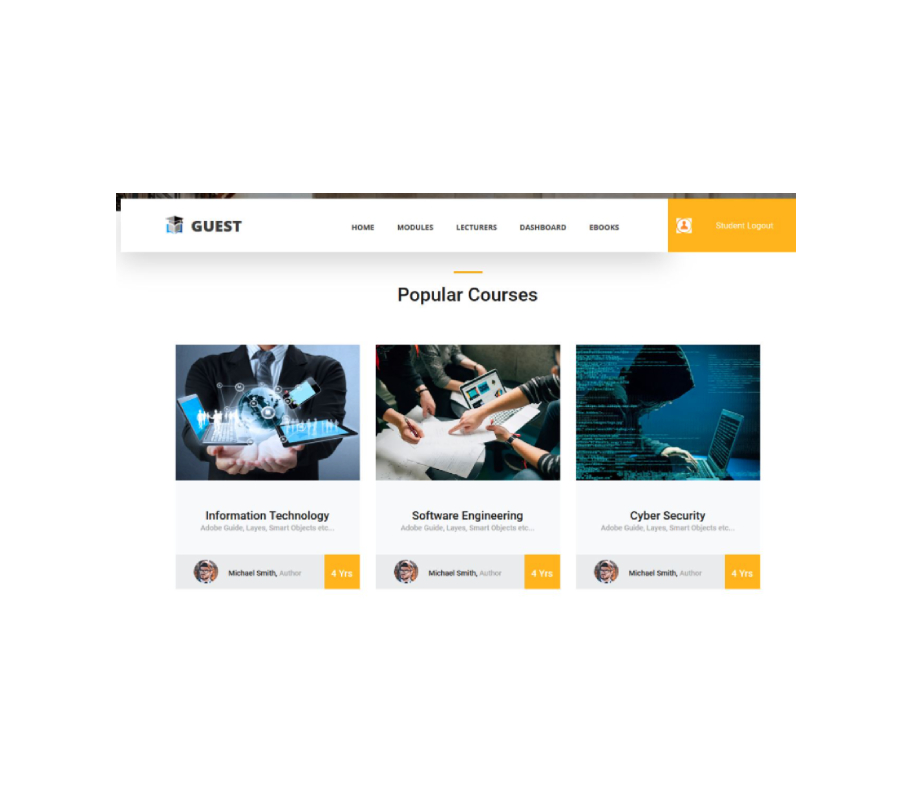 GUEST
HOME MODULES LECTURERS DASHBOARD EBOOKS
Student Logout
Popular Courses
Information Technology
Adobe Guide, Layes, Smart Objects etc...
Michael Smith, Author
4 Yrs
Software Engineering
Adobe Guide, Layes, Smart Objects etc...
Michael Smith, Author
4 Yrs
Cyber Security
Adobe Guide, Layes, Smart Objects etc...
Michael Smith, Author
4 Yrs